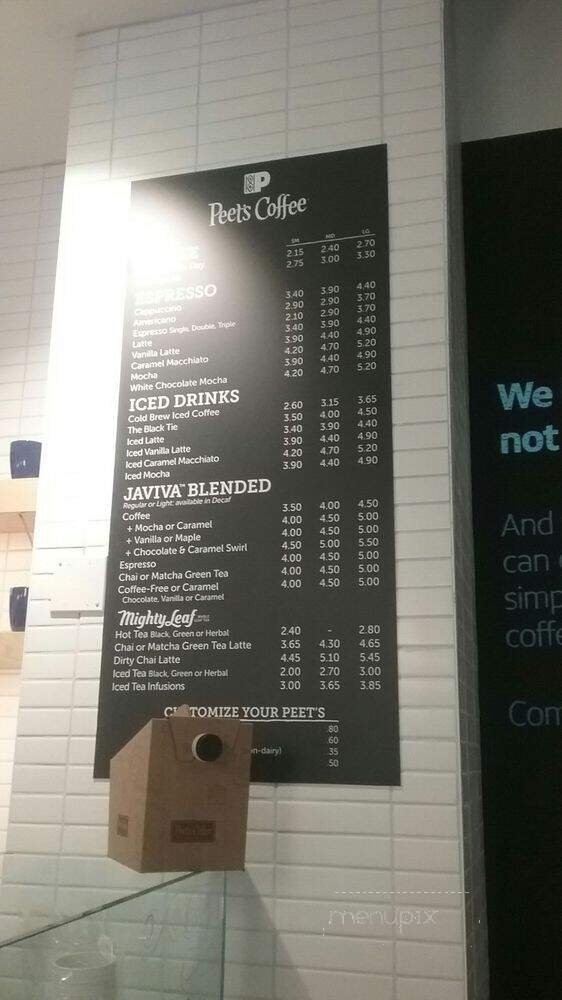 Peet's Coffee
SM MD LG
2.15 2.40 2.70
Day 2.75 3.00 3.30
ESPRESSO
Cappuccino 3.40 3.90 4.40
Americano 2.90 2.90 3.70
Espresso Single, Double, Triple 2.10 2.90 3.70
Latte 3.40 3.90 4.40
Vanilla Latte 3.90 4.40 4.90
Caramel Macchiato 4.20 4.70 5.20
Mocha 3.90 4.40 4.90
White Chocolate Mocha 4.20 4.70 5.20
ICED DRINKS
Cold Brew Iced Coffee 2.60 3.15 3.65
The Black Tie 3.50 4.00 4.50
Iced Latte 3.40 3.90 4.40
Iced Vanilla Latte 3.90 4.40 4.90
Iced Caramel Macchiato 4.20 4.70 5.20
Iced Mocha 3.90 4.40 4.90
JAVIVA™ BLENDED
Regular or Light: available in Decaf
Coffee 3.50 4.00 4.50
+ Mocha or Caramel 4.00 4.50 5.00
+ Vanilla or Maple 4.00 4.50 5.00
+ Chocolate & Caramel Swirl 4.50 5.00 5.50
Espresso 4.00 4.50 5.00
Chai or Matcha Green Tea 4.00 4.50 5.00
Coffee-Free or Caramel 4.00 4.50 5.00
Chocolate, Vanilla or Caramel
Mighty Leaf WHOLE LEAF TEA
Hot Tea Black, Green or Herbal 2.40 - 2.80
Chai or Matcha Green Tea Latte 3.65 4.30 4.65
Dirty Chai Latte 4.45 5.10 5.45
Iced Tea Black, Green or Herbal 2.00 2.70 3.00
Iced Tea Infusions 3.00 3.65 3.85
CUSTOMIZE YOUR PEET'S
.80
.60
on-dairy) .35
.50
Peet's Coffee
We
not
And
can
simp
coffe
Com
menupix